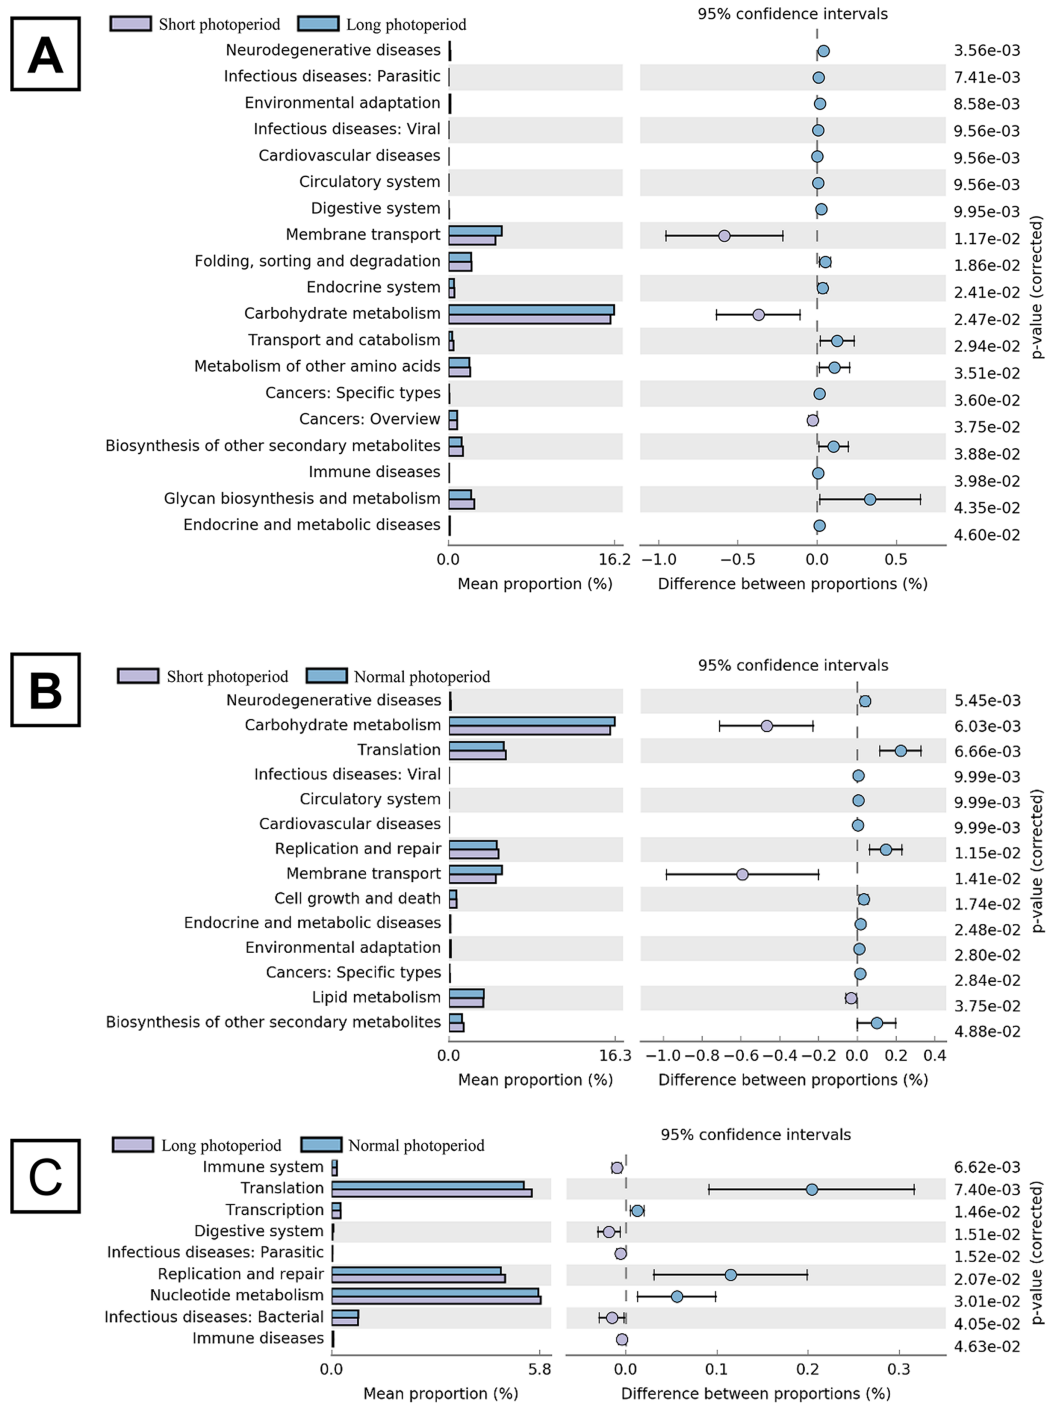 A
Short photoperiod Long photoperiod
95% confidence intervals
Neurodegenerative diseases 3.56e-03
Infectious diseases: Parasitic 7.41e-03
Environmental adaptation 8.58e-03
Infectious diseases: Viral 9.56e-03
Cardiovascular diseases 9.56e-03
Circulatory system 9.56e-03
Digestive system 9.95e-03
Membrane transport 1.17e-02
Folding, sorting and degradation 1.86e-02
Endocrine system 2.41e-02
Carbohydrate metabolism 2.47e-02
Transport and catabolism 2.94e-02
Metabolism of other amino acids 3.51e-02
Cancers: Specific types 3.60e-02
Cancers: Overview 3.75e-02
Biosynthesis of other secondary metabolites 3.88e-02
Immune diseases 3.98e-02
Glycan biosynthesis and metabolism 4.35e-02
Endocrine and metabolic diseases 4.60e-02
p-value (corrected)
0.0 16.2 −1.0 −0.5 0.0 0.5
Mean proportion (%) Difference between proportions (%)
B
Short photoperiod Normal photoperiod
95% confidence intervals
Neurodegenerative diseases 5.45e-03
Carbohydrate metabolism 6.03e-03
Translation 6.66e-03
Infectious diseases: Viral 9.99e-03
Circulatory system 9.99e-03
Cardiovascular diseases 9.99e-03
Replication and repair 1.15e-02
Membrane transport 1.41e-02
Cell growth and death 1.74e-02
Endocrine and metabolic diseases 2.48e-02
Environmental adaptation 2.80e-02
Cancers: Specific types 2.84e-02
Lipid metabolism 3.75e-02
Biosynthesis of other secondary metabolites 4.88e-02
p-value (corrected)
0.0 16.3 −1.0 −0.8 −0.6 −0.4 −0.2 0.0 0.2 0.4
Mean proportion (%) Difference between proportions (%)
C
Long photoperiod Normal photoperiod
95% confidence intervals
Immune system 6.62e-03
Translation 7.40e-03
Transcription 1.46e-02
Digestive system 1.51e-02
Infectious diseases: Parasitic 1.52e-02
Replication and repair 2.07e-02
Nucleotide metabolism 3.01e-02
Infectious diseases: Bacterial 4.05e-02
Immune diseases 4.63e-02
p-value (corrected)
0.0 5.8 0.0 0.1 0.2 0.3
Mean proportion (%) Difference between proportions (%)